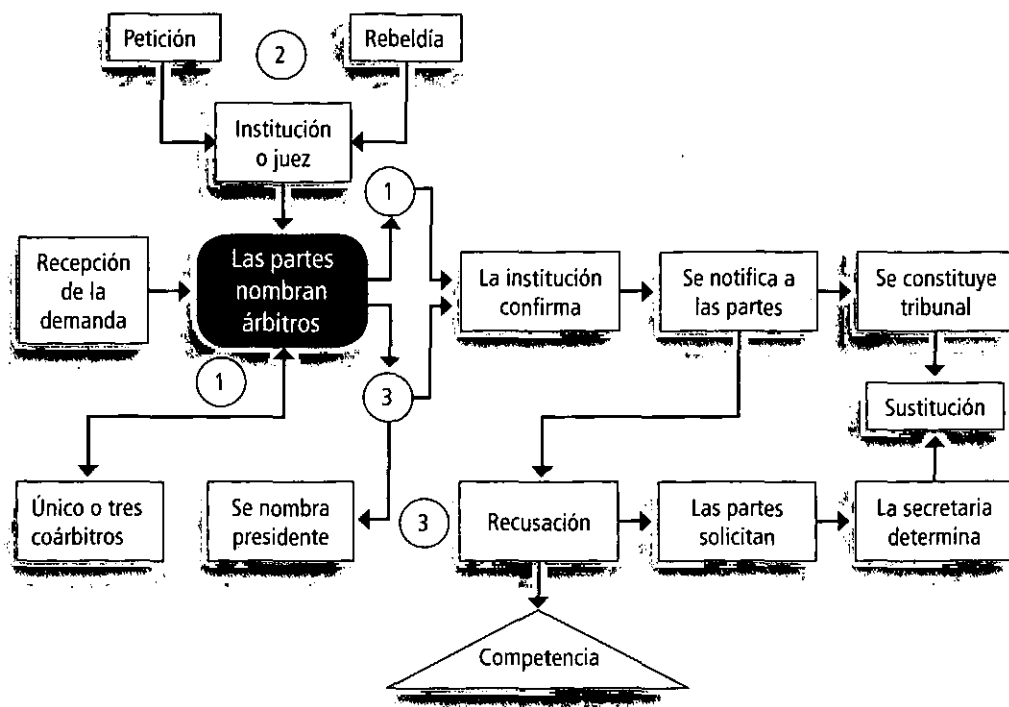 Petición
2
Rebeldía
Institución
o juez
1
Recepción
de la
demanda
Las partes
nombran
árbitros
La institución
confirma
Se notifica a
las partes
Se constituye
tribunal
1
3
Sustitución
Único o tres
coárbitros
Se nombra
presidente
3
Recusación
Las partes
solicitan
La secretaria
determina
Competencia